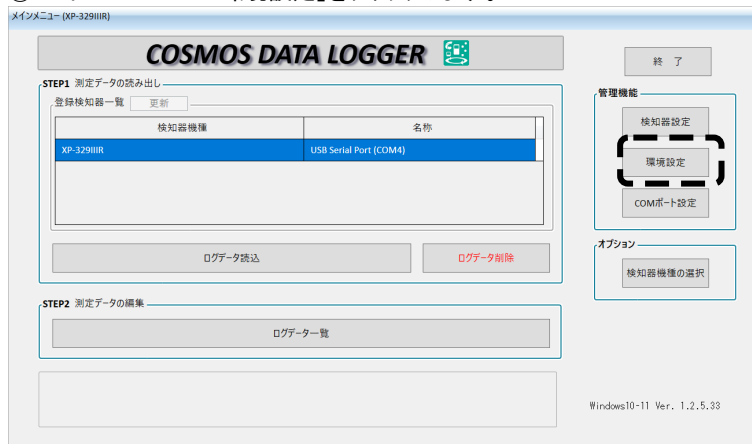 メインメニュー (XP-329IIIR)
COSMOS DATA LOGGER
終 了
STEP1 測定データの読み出し
登録検知器一覧 更新
検知器機種 名称
XP-329IIIR USB Serial Port (COM4)
ログデータ読込 ログデータ削除
管理機能
検知器設定
環境設定
COMポート設定
オプション
検知器機種の選択
STEP2 測定データの編集
ログデータ一覧
Windows10-11 Ver. 1.2.5.33